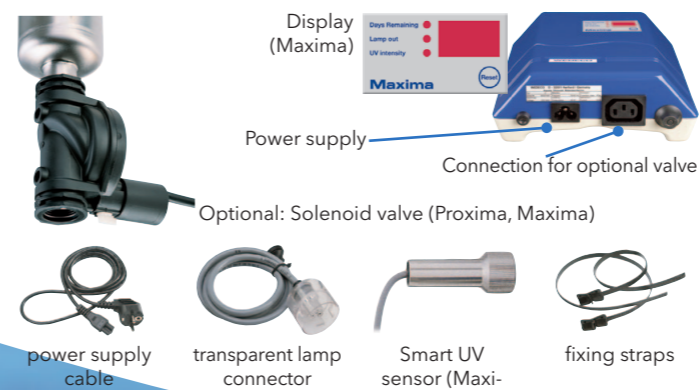 Display
(Maxima)
Days Remaining
Lamp out
UV intensity
Maxima
Reset
Maxima
Power supply
Connection for optional valve
Optional: Solenoid valve (Proxima, Maxima)
power supply
cable
transparent lamp
connector
Smart UV
sensor (Maxi-
fixing straps